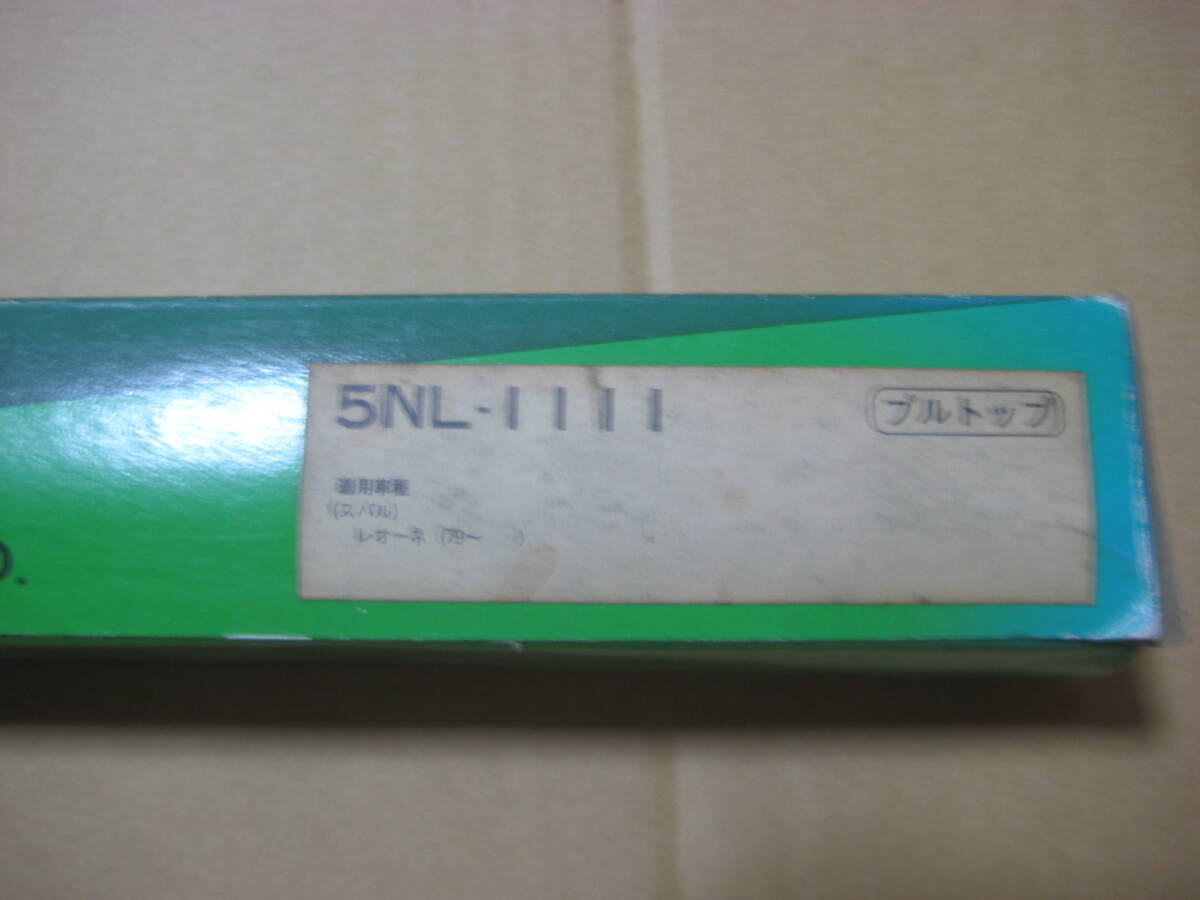 5NL-1111
プルトップ
適用車種
(スバル)
レオーネ (79〜 )
D.